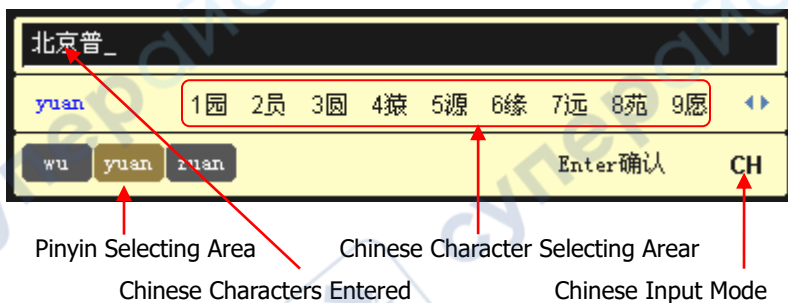 北京普_
yuan 1园 2员 3圆 4猿 5源 6缘 7远 8苑 9愿
wu yuan zuan Enter确认 CH
Pinyin Selecting Area Chinese Character Selecting Arear
Chinese Characters Entered Chinese Input Mode